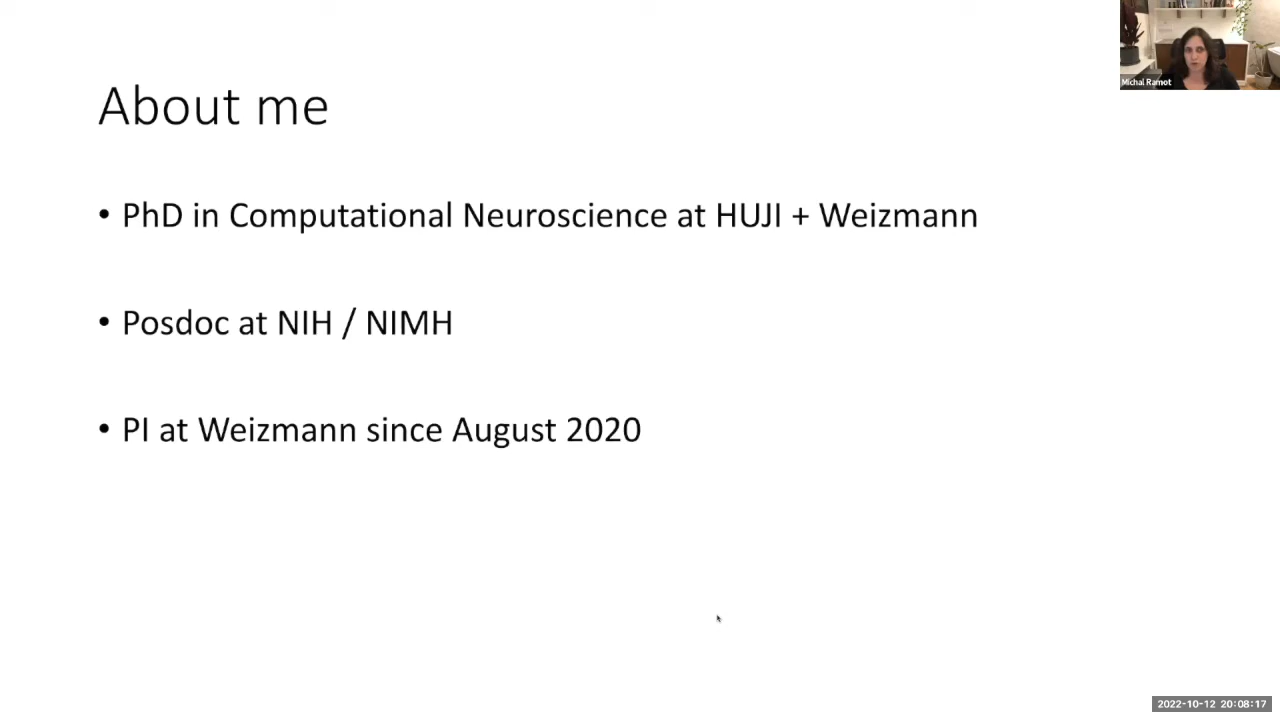 About me
Michal Ramot
• PhD in Computational Neuroscience at HUJI + Weizmann
• Posdoc at NIH / NIMH
• PI at Weizmann since August 2020
2022-10-12 20:08:17